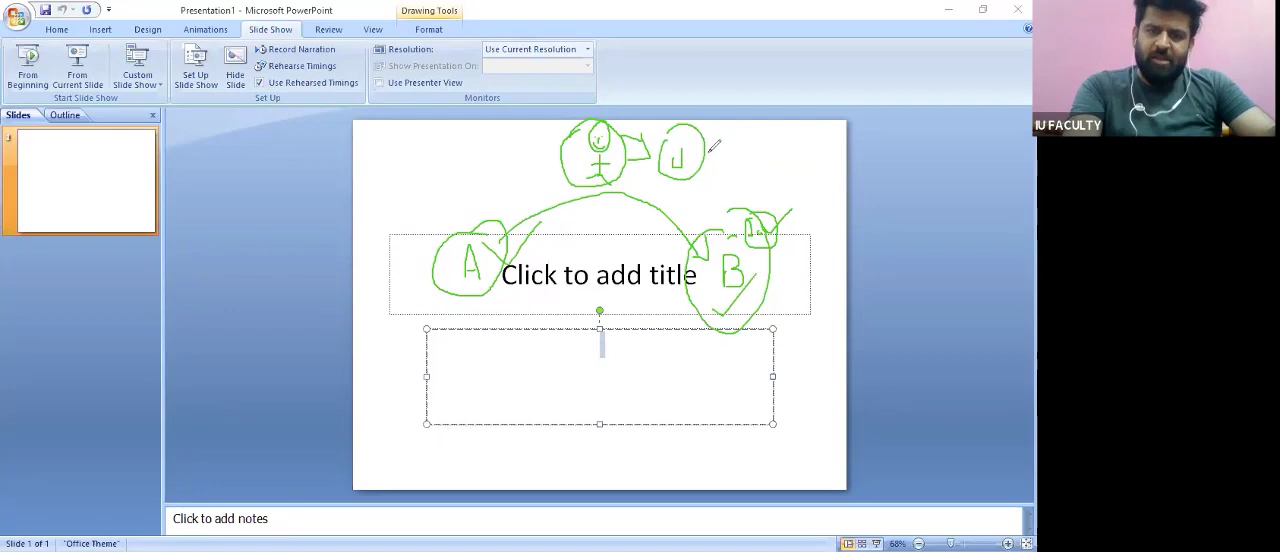 Presentation1 - Microsoft PowerPoint
Drawing Tools
Home Insert Design Animations Slide Show Review View Format
From Beginning
From Current Slide
Custom Slide Show
Start Slide Show
Set Up Slide Show
Hide Slide
Record Narration
Rehearse Timings
Use Rehearsed Timings
Set Up
Resolution: Use Current Resolution
Show Presentation On:
Use Presenter View
Monitors
IU FACULTY
Slides Outline
1
A
B
Click to add title
Click to add notes
Slide 1 of 1 "Office Theme" 68%